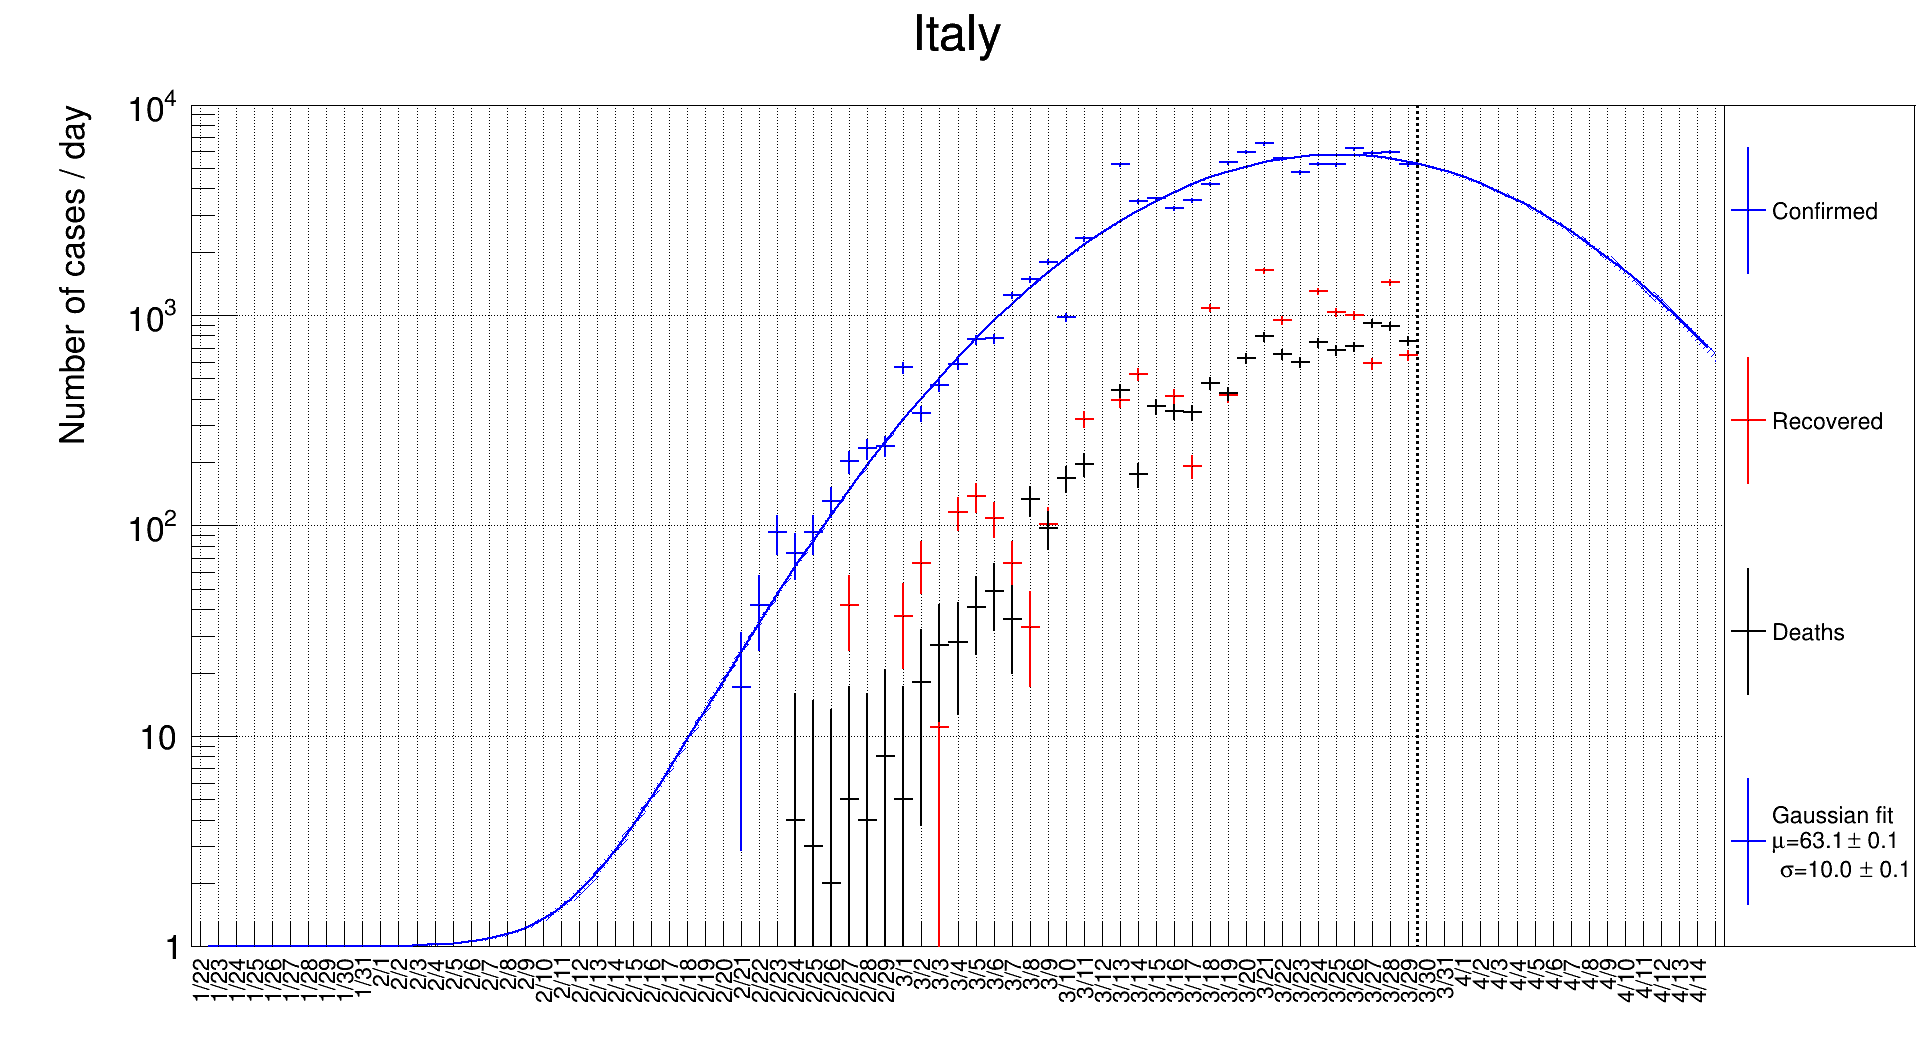 Italy
Number of cases / day
10^4
10^3
10^2
10
1
1/22 1/23 1/24 1/25 1/26 1/27 1/28 1/29 1/30 1/31 2/1 2/2 2/3 2/4 2/5 2/6 2/7 2/8 2/9 2/10 2/11 2/12 2/13 2/14 2/15 2/16 2/17 2/18 2/19 2/20 2/21 2/22 2/23 2/24 2/25 2/26 2/27 2/28 2/29 3/1 3/2 3/3 3/4 3/5 3/6 3/7 3/8 3/9 3/10 3/11 3/12 3/13 3/14 3/15 3/16 3/17 3/18 3/19 3/20 3/21 3/22 3/23 3/24 3/25 3/26 3/27 3/28 3/29 3/30 3/31 4/1 4/2 4/3 4/4 4/5 4/6 4/7 4/8 4/9 4/10 4/11 4/12 4/13 4/14
Confirmed
Recovered
Deaths
Gaussian fit
μ=63.1 ± 0.1
σ=10.0 ± 0.1